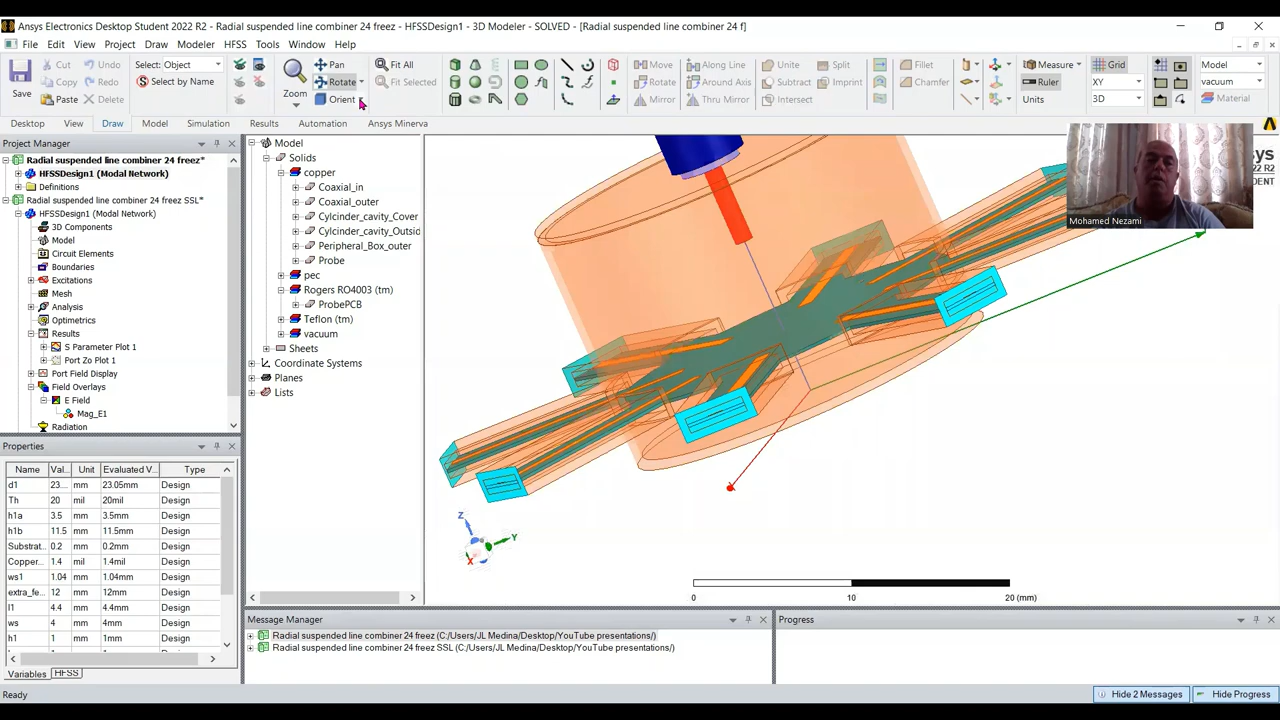 Ansys Electronics Desktop Student 2022 R2 - Radial suspended line combiner 24 freez - HFSSDesign1 - 3D Modeler - SOLVED - [Radial suspended line combiner 24 f]
File Edit View Project Draw Modeler HFSS Tools Window Help
Save
Cut
Copy
Paste
Undo
Redo
Delete
Select: Object
Select by Name
Zoom
Pan
Rotate
Orient
Fit All
Fit Selected
Move
Rotate
Mirror
Along Line
Around Axis
Thru Mirror
Unite
Subtract
Intersect
Split
Imprint
Fillet
Chamfer
Measure
Ruler
Units
Grid
XY
3D
Model
vacuum
Material
Desktop View Draw Model Simulation Results Automation Ansys Minerva
Project Manager
Radial suspended line combiner 24 freez*
HFSSDesign1 (Modal Network)
Definitions
Radial suspended line combiner 24 freez SSL*
HFSSDesign1 (Modal Network)
3D Components
Model
Circuit Elements
Boundaries
Excitations
Mesh
Analysis
Optimetrics
Results
S Parameter Plot 1
Port Zo Plot 1
Port Field Display
Field Overlays
E Field
Mag_E1
Radiation
Model
Solids
copper
Coaxial_in
Coaxial_outer
Cylcinder_cavity_Cover
Cylcinder_cavity_Outsid
Peripheral_Box_outer
Probe
pec
Rogers RO4003 (tm)
ProbePCB
Teflon (tm)
vacuum
Sheets
Coordinate Systems
Planes
Lists
Mohamed Nezami
2022 R2
Z
Y
X
0 10 20 (mm)
Properties
Name Val... Unit Evaluated V... Type
d1 23... mm 23.05mm Design
Th 20 mil 20mil Design
h1a 3.5 mm 3.5mm Design
h1b 11.5 mm 11.5mm Design
Substrat... 0.2 mm 0.2mm Design
Copper... 1.4 mil 1.4mil Design
ws1 1.04 mm 1.04mm Design
extra_fe... 12 mm 12mm Design
l1 4.4 mm 4.4mm Design
ws 4 mm 4mm Design
h1 1 mm 1mm Design
Variables HFSS
Message Manager
Radial suspended line combiner 24 freez (C:/Users/JL Medina/Desktop/YouTube presentations/)
Radial suspended line combiner 24 freez SSL (C:/Users/JL Medina/Desktop/YouTube presentations/)
Progress
Ready
Hide 2 Messages
Hide Progress